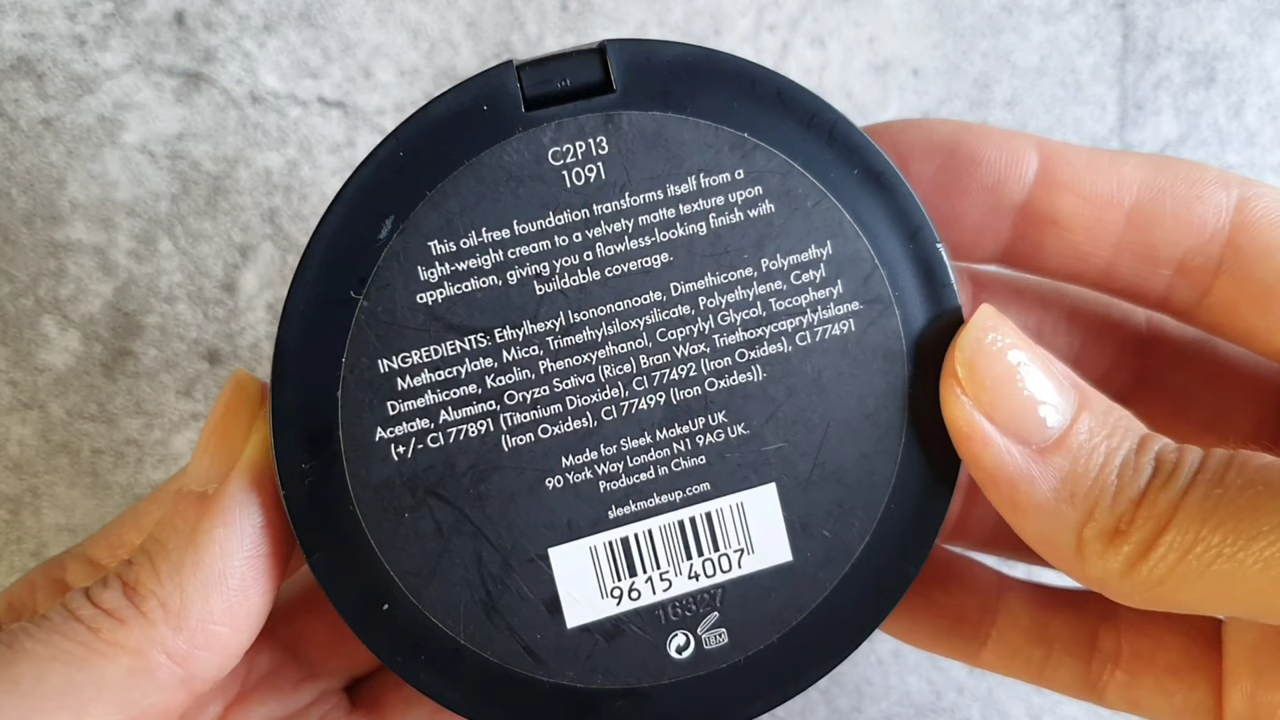 C2P13
1091
This oil-free foundation transforms itself from a
light-weight cream to a velvety matte texture upon
application, giving you a flawless-looking finish with
buildable coverage.
INGREDIENTS: Ethylhexyl Isononanoate, Dimethicone, Polymethyl
Methacrylate, Mica, Trimethylsiloxysilicate, Polyethylene, Cetyl
Dimethicone, Kaolin, Phenoxyethanol, Caprylyl Glycol, Tocopheryl
Acetate, Alumina, Oryza Sativa (Rice) Bran Wax, Triethoxycaprylylsilane.
(+/- CI 77891 (Titanium Dioxide), CI 77492 (Iron Oxides), CI 77491
(Iron Oxides), CI 77499 (Iron Oxides)).
Made for Sleek MakeUP UK
90 York Way London N1 9AG UK.
Produced in China
sleekmakeup.com
9615 4007
16327
18M